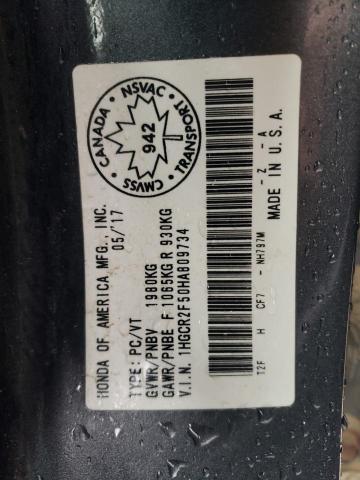 HONDA OF AMERICA MFG., INC.
05/17
TYPE: PC/VT
GVWR/PNBV 1980KG
GAWR/PNBE F 1065KG R 930KG
V.I.N. 1HGCR2F50HA809734
CANADA
NSVAC
TRANSPORT
CMVSS
942
T2F H CF7 - NH797M - Z - A
MADE IN U.S.A.